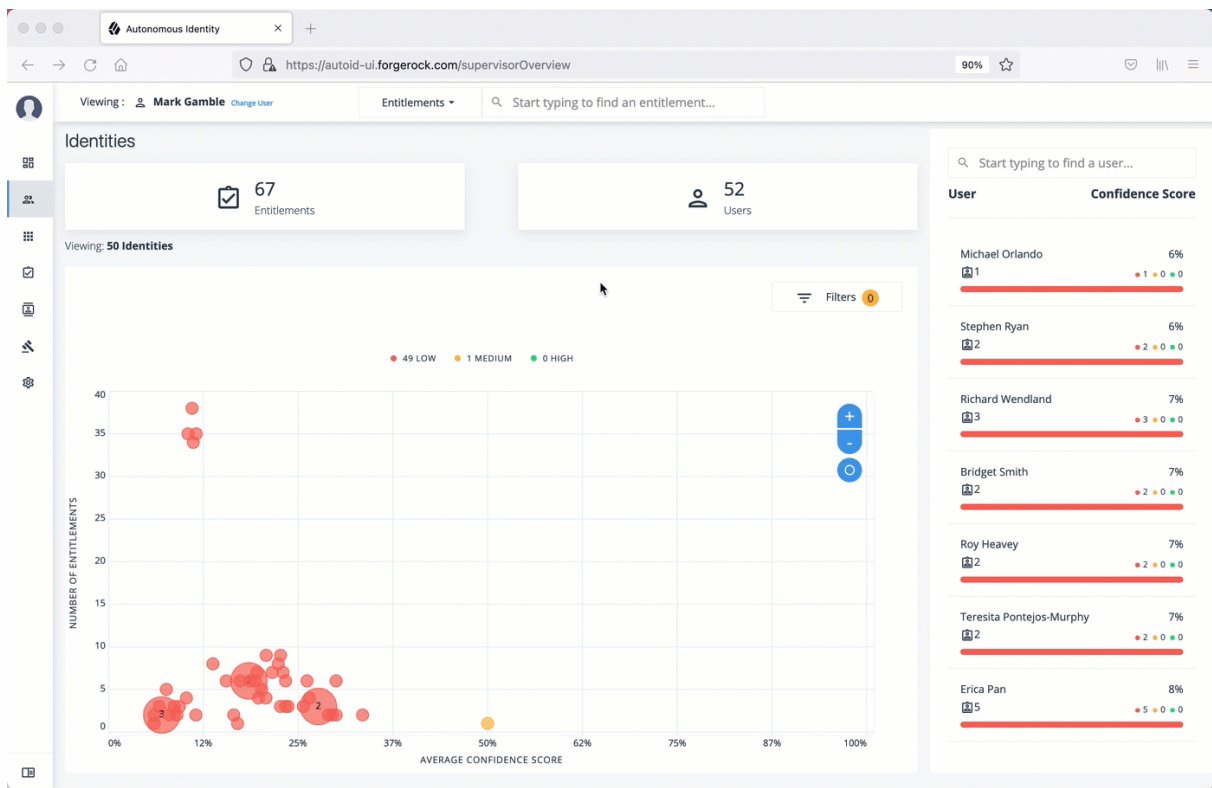 Autonomous Identity
https://autoid-ui.forgerock.com/supervisorOverview
90%
Viewing : Mark Gamble Change User
Entitlements
Start typing to find an entitlement...
Identities
67
Entitlements
52
Users
Viewing: 50 Identities
Filters 0
49 LOW 1 MEDIUM 0 HIGH
NUMBER OF ENTITLEMENTS
40
35
30
25
20
15
10
5
0
3
2
0% 12% 25% 37% 50% 62% 75% 87% 100%
AVERAGE CONFIDENCE SCORE
+
-
Start typing to find a user...
User Confidence Score
Michael Orlando 6%
1 1 0 0
Stephen Ryan 6%
2 2 0 0
Richard Wendland 7%
3 3 0 0
Bridget Smith 7%
2 2 0 0
Roy Heavey 7%
2 2 0 0
Teresita Pontejos-Murphy 7%
2 2 0 0
Erica Pan 8%
5 5 0 0